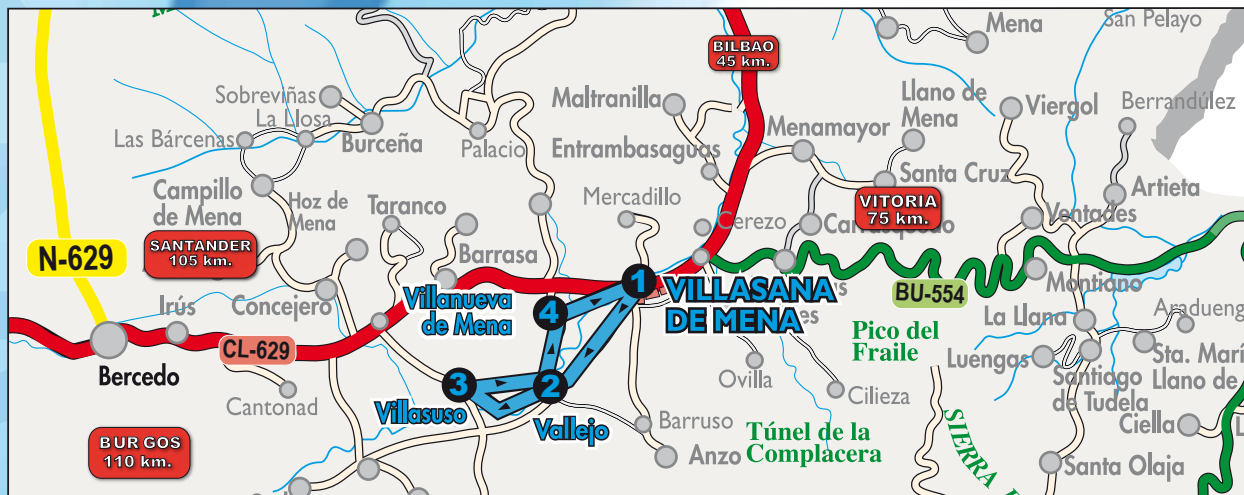 Mena
San Pelayo
BILBAO
45 km.
Sobreviñas
La Llosa
Las Bárcenas
Burceña
Palacio
Maltranilla
Entrambasaguas
Menamayor
Llano de
Mena
Viergol
Berrandúlez
Campillo
de Mena
Hoz de
Mena
Taranco
Mercadillo
Santa Cruz
Artieta
SANTANDER
105 km.
Barrasa
Cerezo
VITORIA
75 km.
Ventades
N-629
Concejero
Villanueva
de Mena
1
VILLASANA
DE MENA
BU-554
Montiano
Irús
4
La Llana
CL-629
Pico del
Fraile
Luengas
Bercedo
Cantonad
3
2
Ovilla
Cilieza
Santiago
de Tudela
Sta. Marí
Llano de
Villasuso
Vallejo
Barruso
Ciella
BURGOS
110 km.
Anzo
Túnel de la
Complacera
SIERRA
Santa Olaja